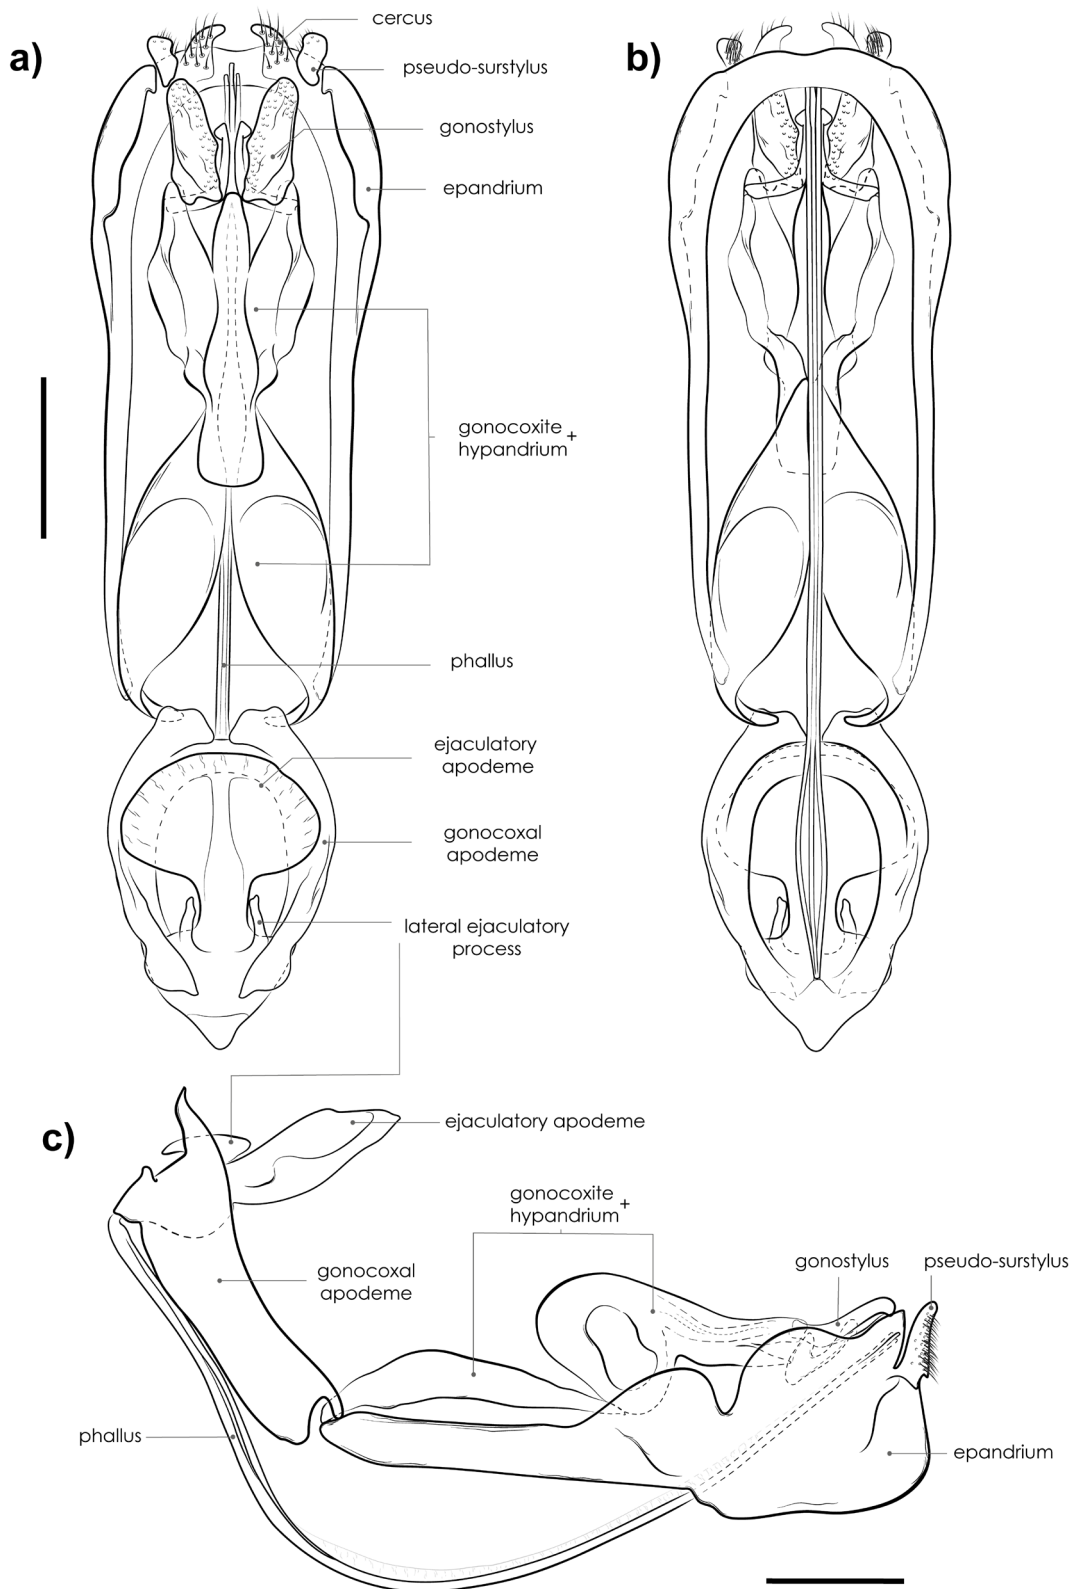 a)
cercus
b)
pseudo-surstylus
gonostylus
epandrium
gonocoxite +
hypandrium
phallus
ejaculatory
apodeme
gonocoxal
apodeme
lateral ejaculatory
process
c)
ejaculatory apodeme
gonocoxite +
hypandrium
gonostylus
pseudo-surstylus
gonocoxal
apodeme
phallus
epandrium